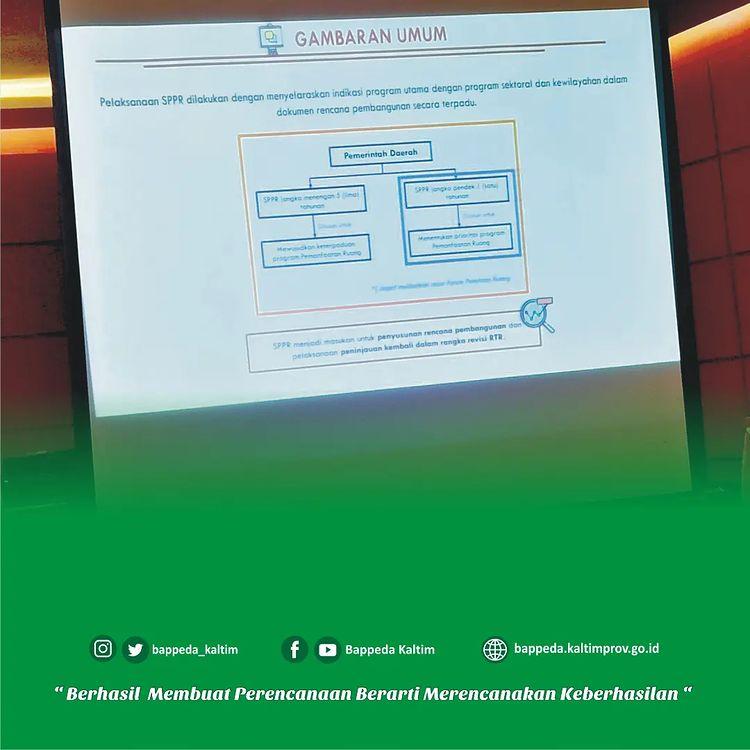 GAMBARAN UMUM
Pelaksanaan SPPR dilakukan dengan menyelaraskan indikasi program utama dengan program sektoral dan kewilayahan dalam
dokumen rencana pembangunan secara terpadu.
Pemerintah Daerah
SPPR jangka menengah 5 (lima)
tahunan
SPPR jangka pendek 1 (satu)
tahunan
Disusun untuk
Disusun untuk
Mewujudkan keterpaduan
program Pemanfaatan Ruang
Menentukan prioritas program
Pemanfaatan Ruang
*) dapat melibatkan unsur Forum Penataan Ruang
SPPR menjadi masukan untuk penyusunan rencana pembangunan dan
pelaksanaan peninjauan kembali dalam rangka revisi RTR.
bappeda_kaltim
Bappeda Kaltim
bappeda.kaltimprov.go.id
“ Berhasil Membuat Perencanaan Berarti Merencanakan Keberhasilan “